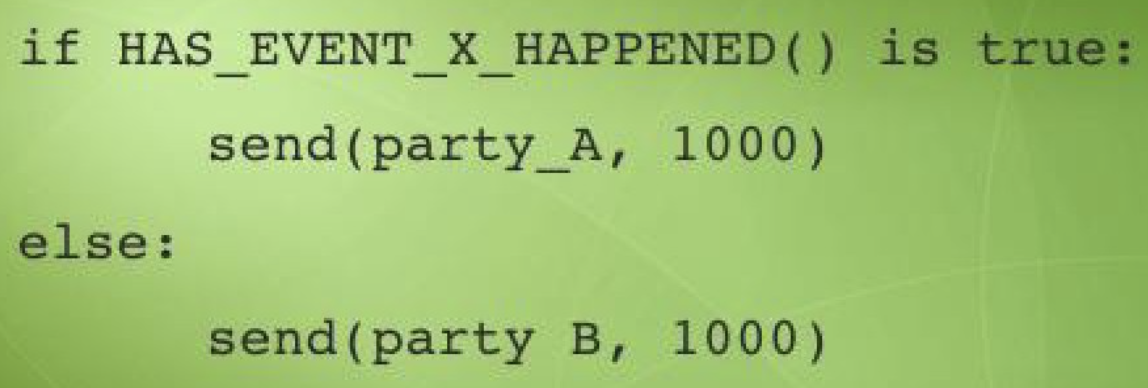 if HAS_EVENT_X_HAPPENED() is true:
send(party_A, 1000)
else:
send(party B, 1000)